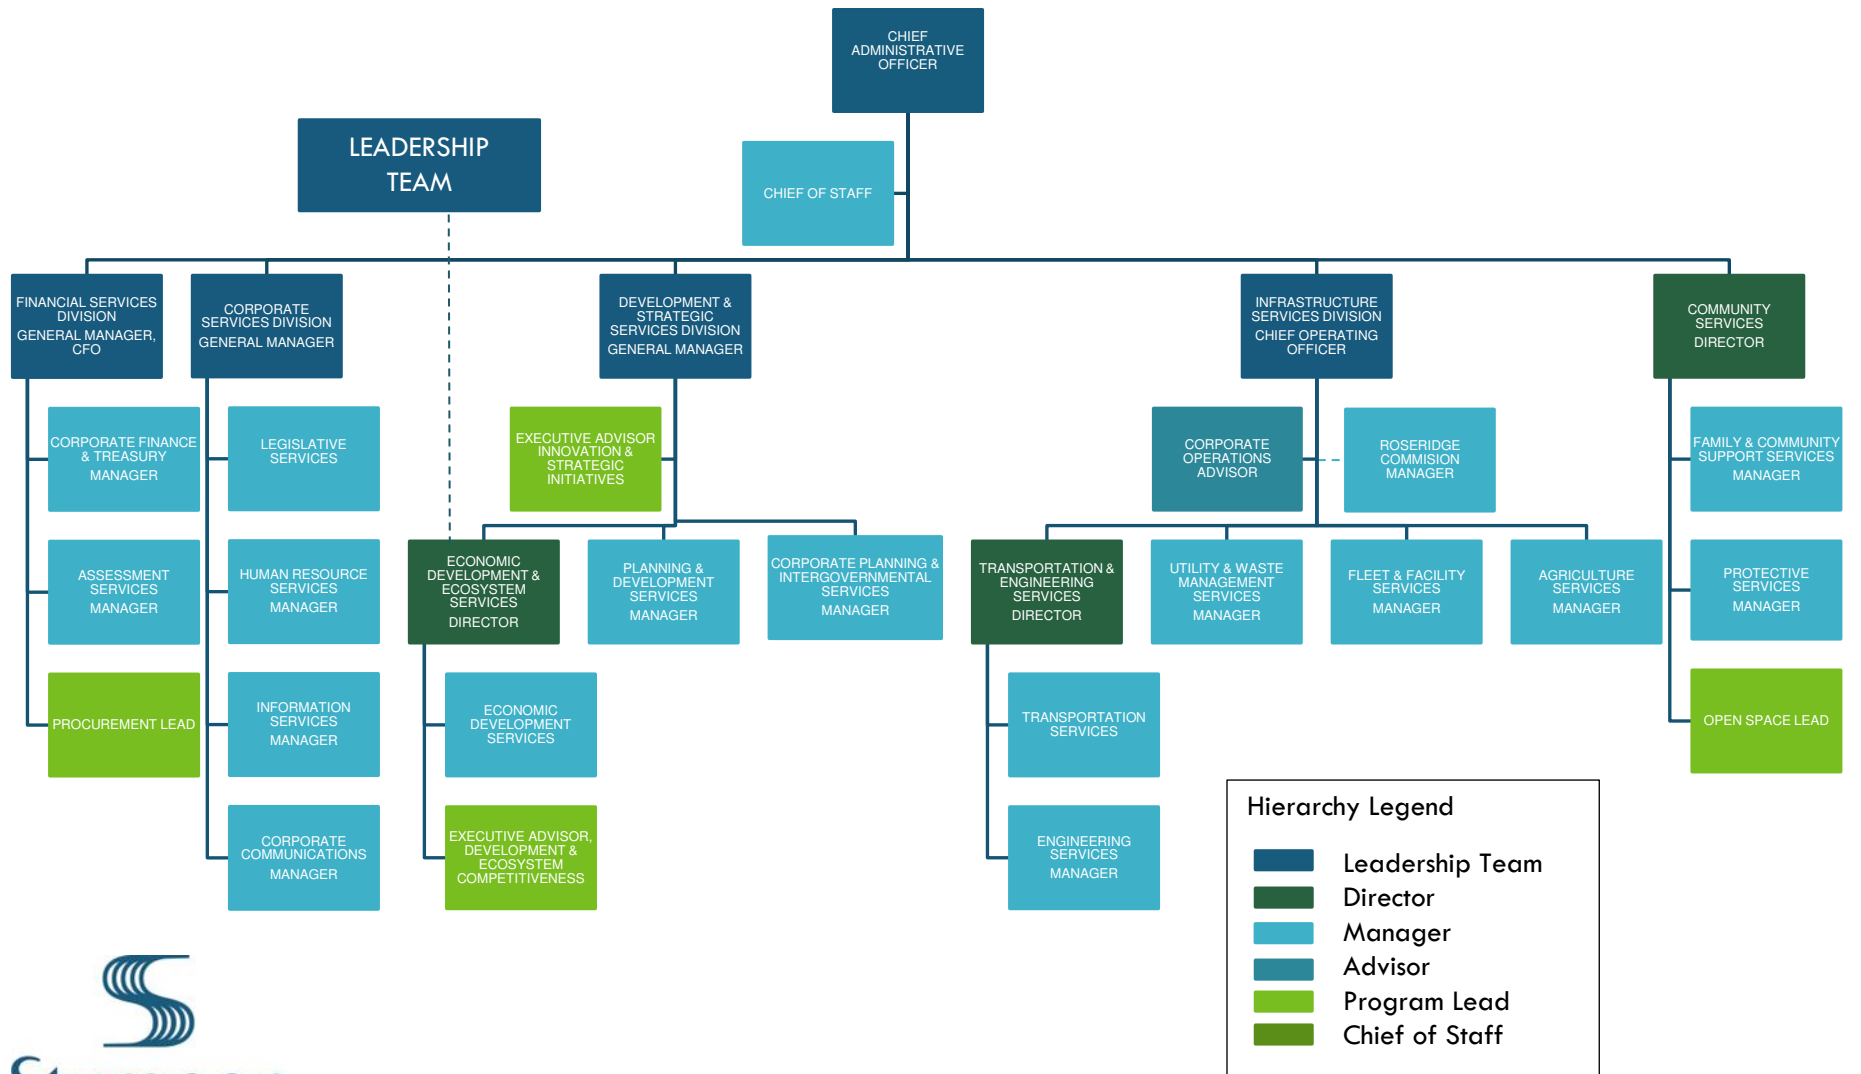 CHIEF
ADMINISTRATIVE
OFFICER
LEADERSHIP
TEAM
CHIEF OF STAFF
FINANCIAL SERVICES
DIVISION
GENERAL MANAGER,
CFO
CORPORATE
SERVICES DIVISION
GENERAL MANAGER
DEVELOPMENT &
STRATEGIC
SERVICES DIVISION
GENERAL MANAGER
INFRASTRUCTURE
SERVICES DIVISION
CHIEF OPERATING
OFFICER
COMMUNITY
SERVICES
DIRECTOR
CORPORATE FINANCE
& TREASURY
MANAGER
LEGISLATIVE
SERVICES
EXECUTIVE ADVISOR
INNOVATION &
STRATEGIC
INITIATIVES
CORPORATE
OPERATIONS
ADVISOR
ROSERIDGE
COMMISION
MANAGER
FAMILY & COMMUNITY
SUPPORT SERVICES
MANAGER
ASSESSMENT
SERVICES
MANAGER
HUMAN RESOURCE
SERVICES
MANAGER
ECONOMIC
DEVELOPMENT &
ECOSYSTEM
SERVICES
DIRECTOR
PLANNING &
DEVELOPMENT
SERVICES
MANAGER
CORPORATE PLANNING &
INTERGOVERNMENTAL
SERVICES
MANAGER
TRANSPORTATION &
ENGINEERING
SERVICES
DIRECTOR
UTILITY & WASTE
MANAGEMENT
SERVICES
MANAGER
FLEET & FACILITY
SERVICES
MANAGER
AGRICULTURE
SERVICES
MANAGER
PROTECTIVE
SERVICES
MANAGER
PROCUREMENT LEAD
INFORMATION
SERVICES
MANAGER
ECONOMIC
DEVELOPMENT
SERVICES
TRANSPORTATION
SERVICES
OPEN SPACE LEAD
CORPORATE
COMMUNICATIONS
MANAGER
EXECUTIVE ADVISOR,
DEVELOPMENT &
ECOSYSTEM
COMPETITIVENESS
ENGINEERING
SERVICES
MANAGER
Hierarchy Legend
Leadership Team
Director
Manager
Advisor
Program Lead
Chief of Staff